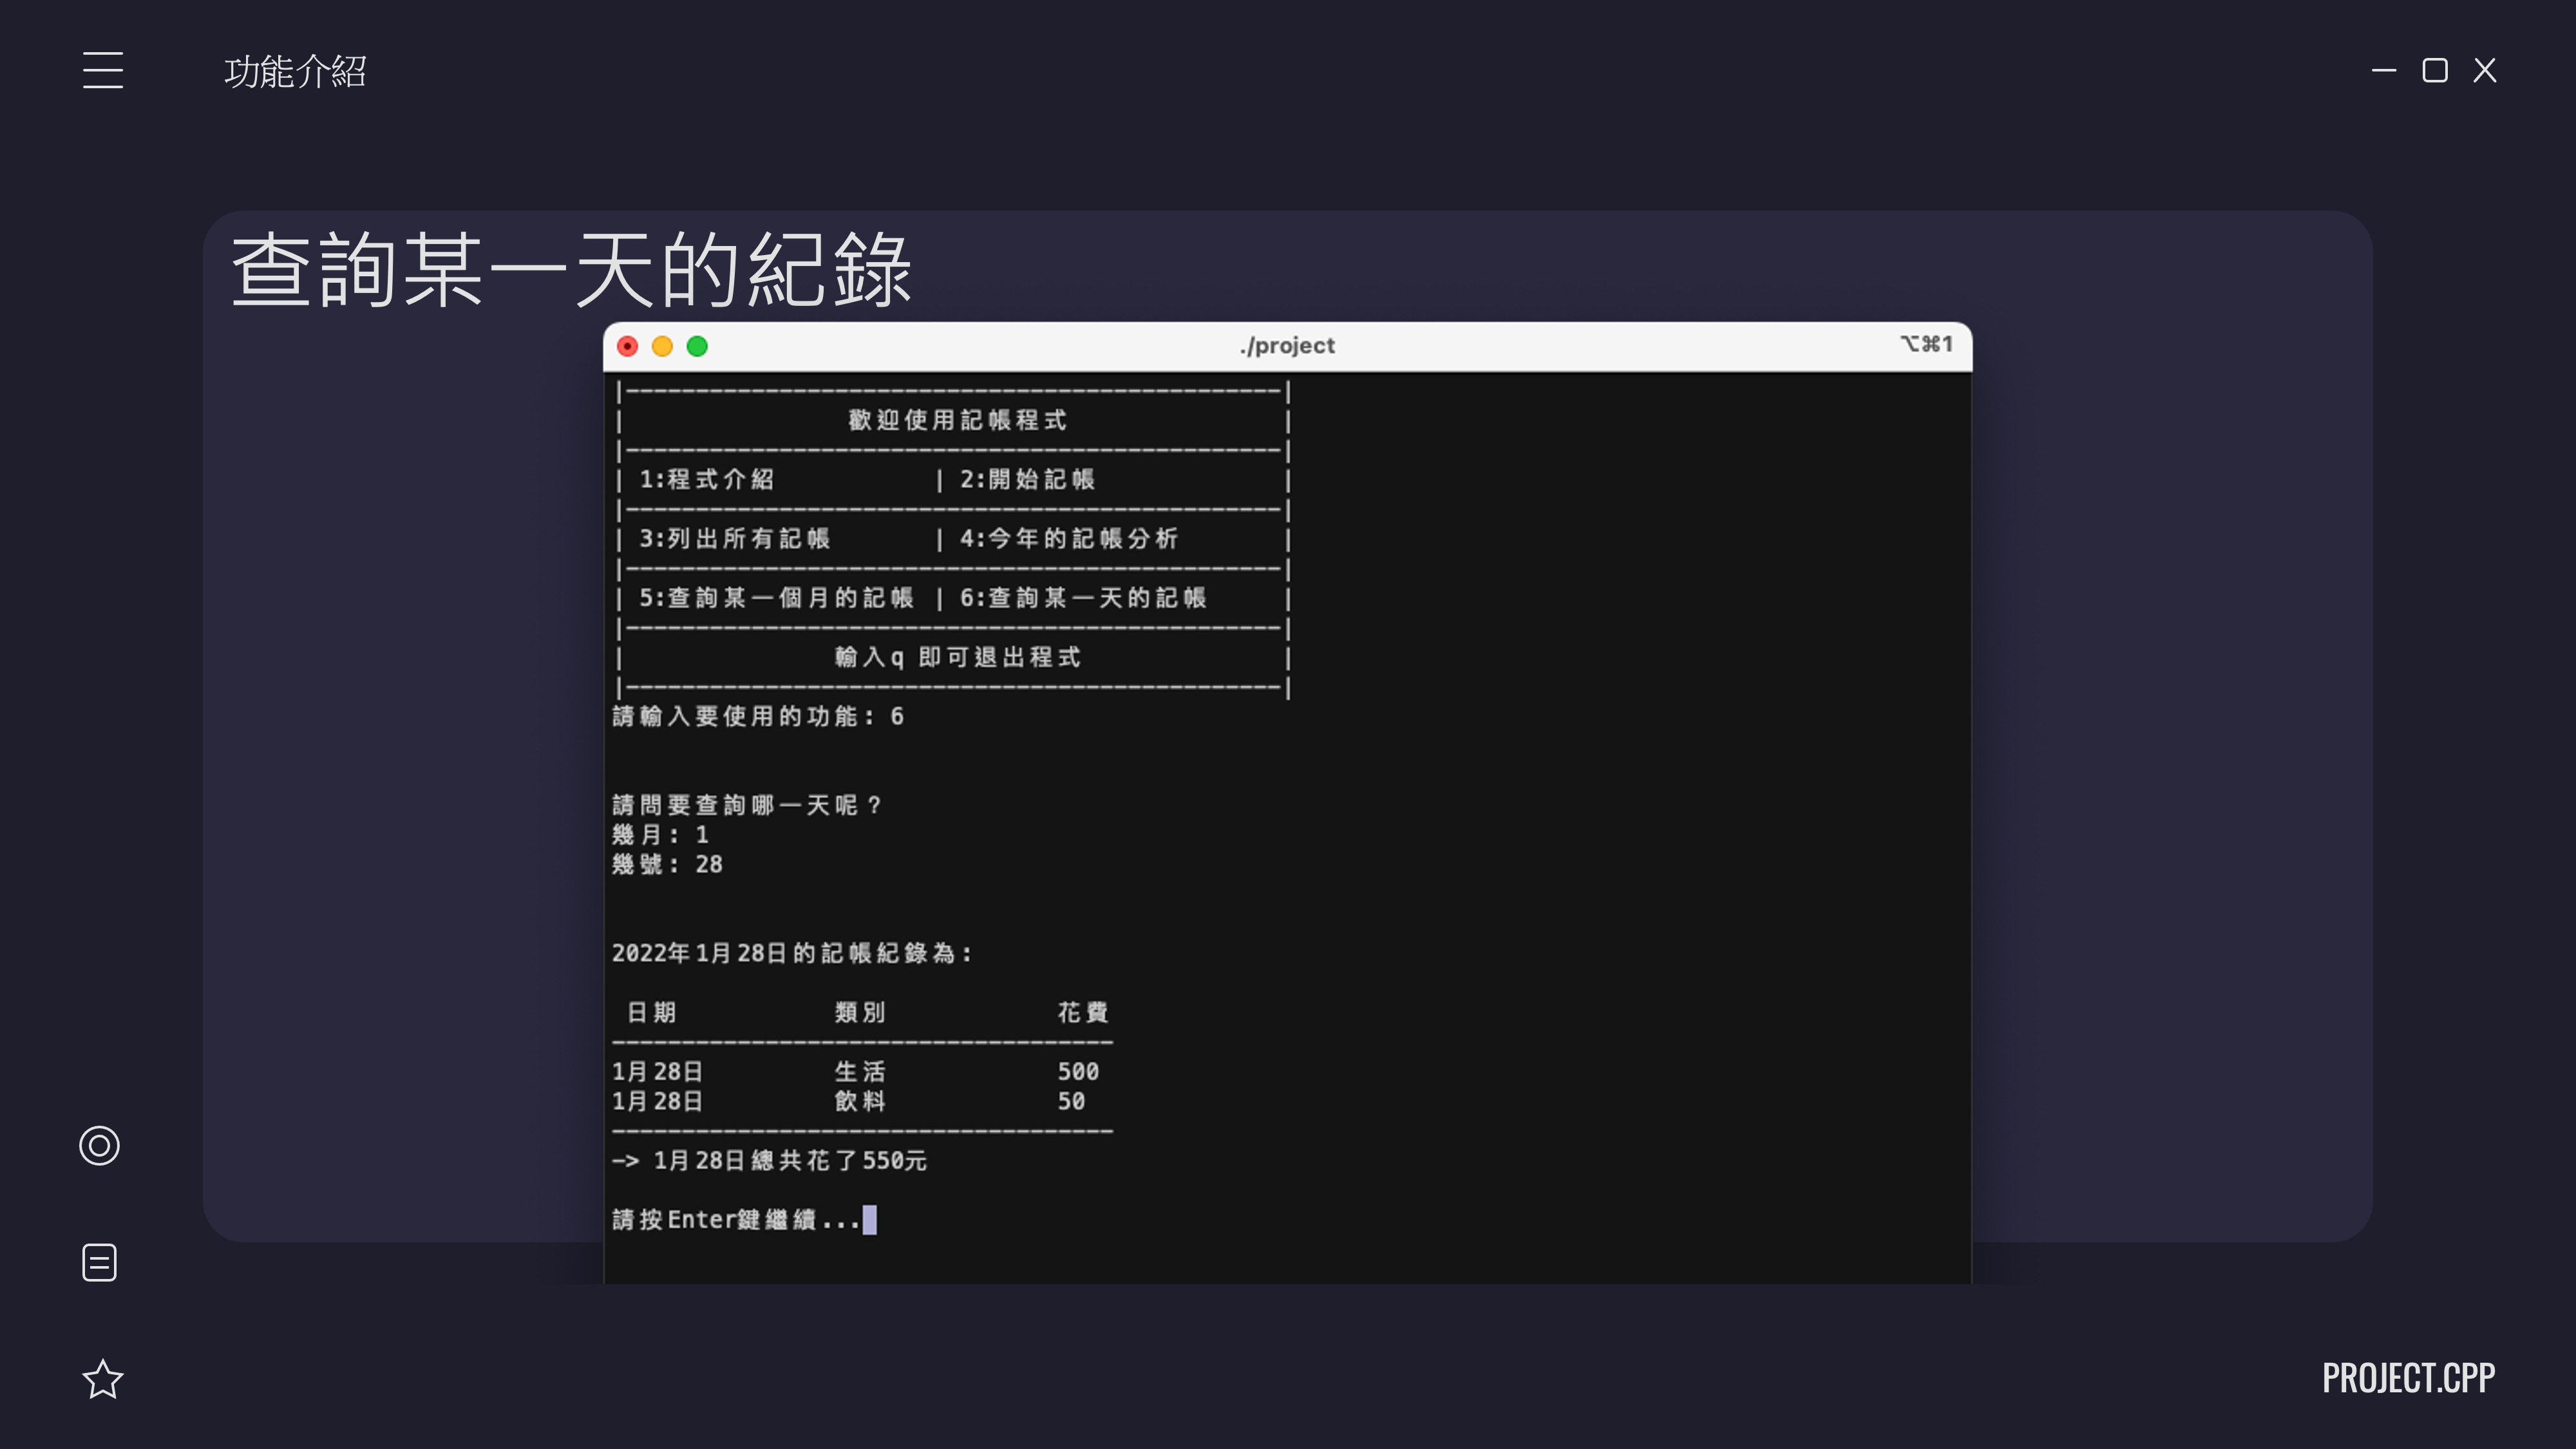 功能介紹
查詢某一天的紀錄
./project
⌥⌘1
|-----------------------------------------------|
| 歡迎使用記帳程式 |
|-----------------------------------------------|
| 1:程式介紹 | 2:開始記帳 |
|-----------------------------------------------|
| 3:列出所有記帳 | 4:今年的記帳分析 |
|-----------------------------------------------|
| 5:查詢某一個月的記帳 | 6:查詢某一天的記帳 |
|-----------------------------------------------|
| 輸入q 即可退出程式 |
|-----------------------------------------------|
請輸入要使用的功能: 6
請問要查詢哪一天呢?
幾月: 1
幾號: 28
2022年1月28日的記帳紀錄為:
日期 類別 花費
------------------------------------
1月28日 生活 500
1月28日 飲料 50
------------------------------------
-> 1月28日總共花了550元
請按Enter鍵繼續...
PROJECT.CPP